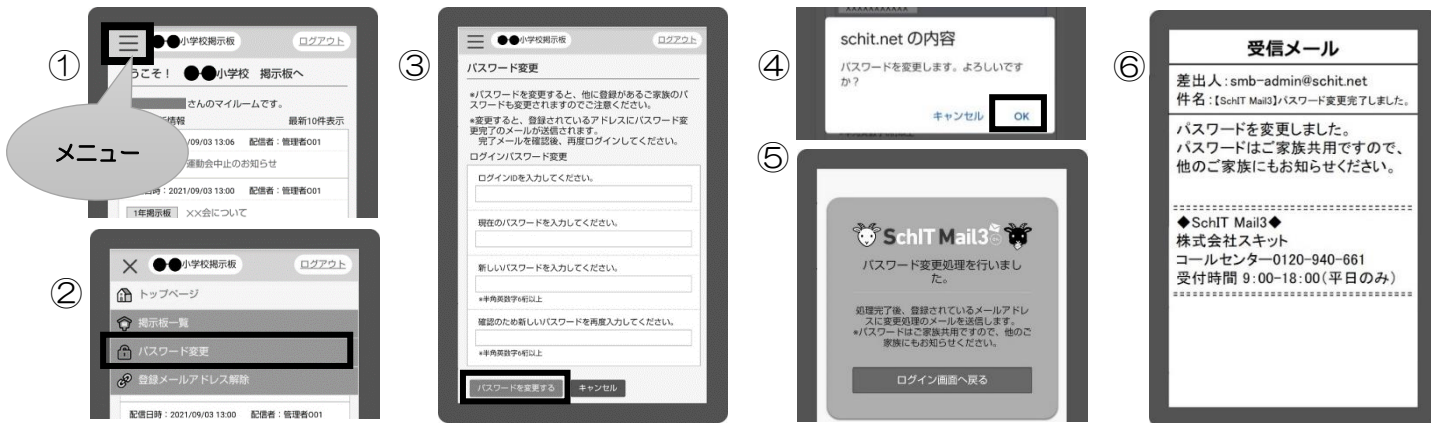 ①
●●小学校掲示板
ログアウト
うこそ！ ●●小学校 掲示板へ
さんのマイルームです。
情報
最新10件表示
/09/03 13:06 配信者：管理者001
運動会中止のお知らせ
：2021/09/03 13:00 配信者：管理者001
1年掲示板 ××会について
メニュー
②
●●小学校掲示板
ログアウト
トップページ
掲示板一覧
パスワード変更
登録メールアドレス解除
配信日時：2021/09/03 13:00 配信者：管理者001
③
●●小学校掲示板
ログアウト
パスワード変更
*パスワードを変更すると、他に登録があるご家族のパ
スワードも変更されますのでご注意ください。
*変更すると、登録されているアドレスにパスワード変
更完了のメールが送信されます。
完了メールを確認後、再度ログインしてください。
ログインパスワード変更
ログインIDを入力してください。
現在のパスワードを入力してください。
新しいパスワードを入力してください。
*半角英数字6桁以上
確認のため新しいパスワードを再度入力してください。
*半角英数字6桁以上
パスワードを変更する
キャンセル
④
schit.net の内容
パスワードを変更します。よろしいです
か？
キャンセル
OK
⑤
SchIT Mail3
パスワード変更処理を行いまし
た。
処理完了後、登録されているメールアドレ
スに変更処理のメールを送信します。
*パスワードはご家族共用ですので、他のご
家族にもお知らせください。
ログイン画面へ戻る
⑥
受信メール
差出人：smb-admin@schit.net
件名：【SchIT Mail3】パスワード変更完了しました。
パスワードを変更しました。
パスワードはご家族共用ですので、
他のご家族にもお知らせください。
◆SchIT Mail3◆
株式会社スキット
コールセンター0120-940-661
受付時間 9:00-18:00（平日のみ）